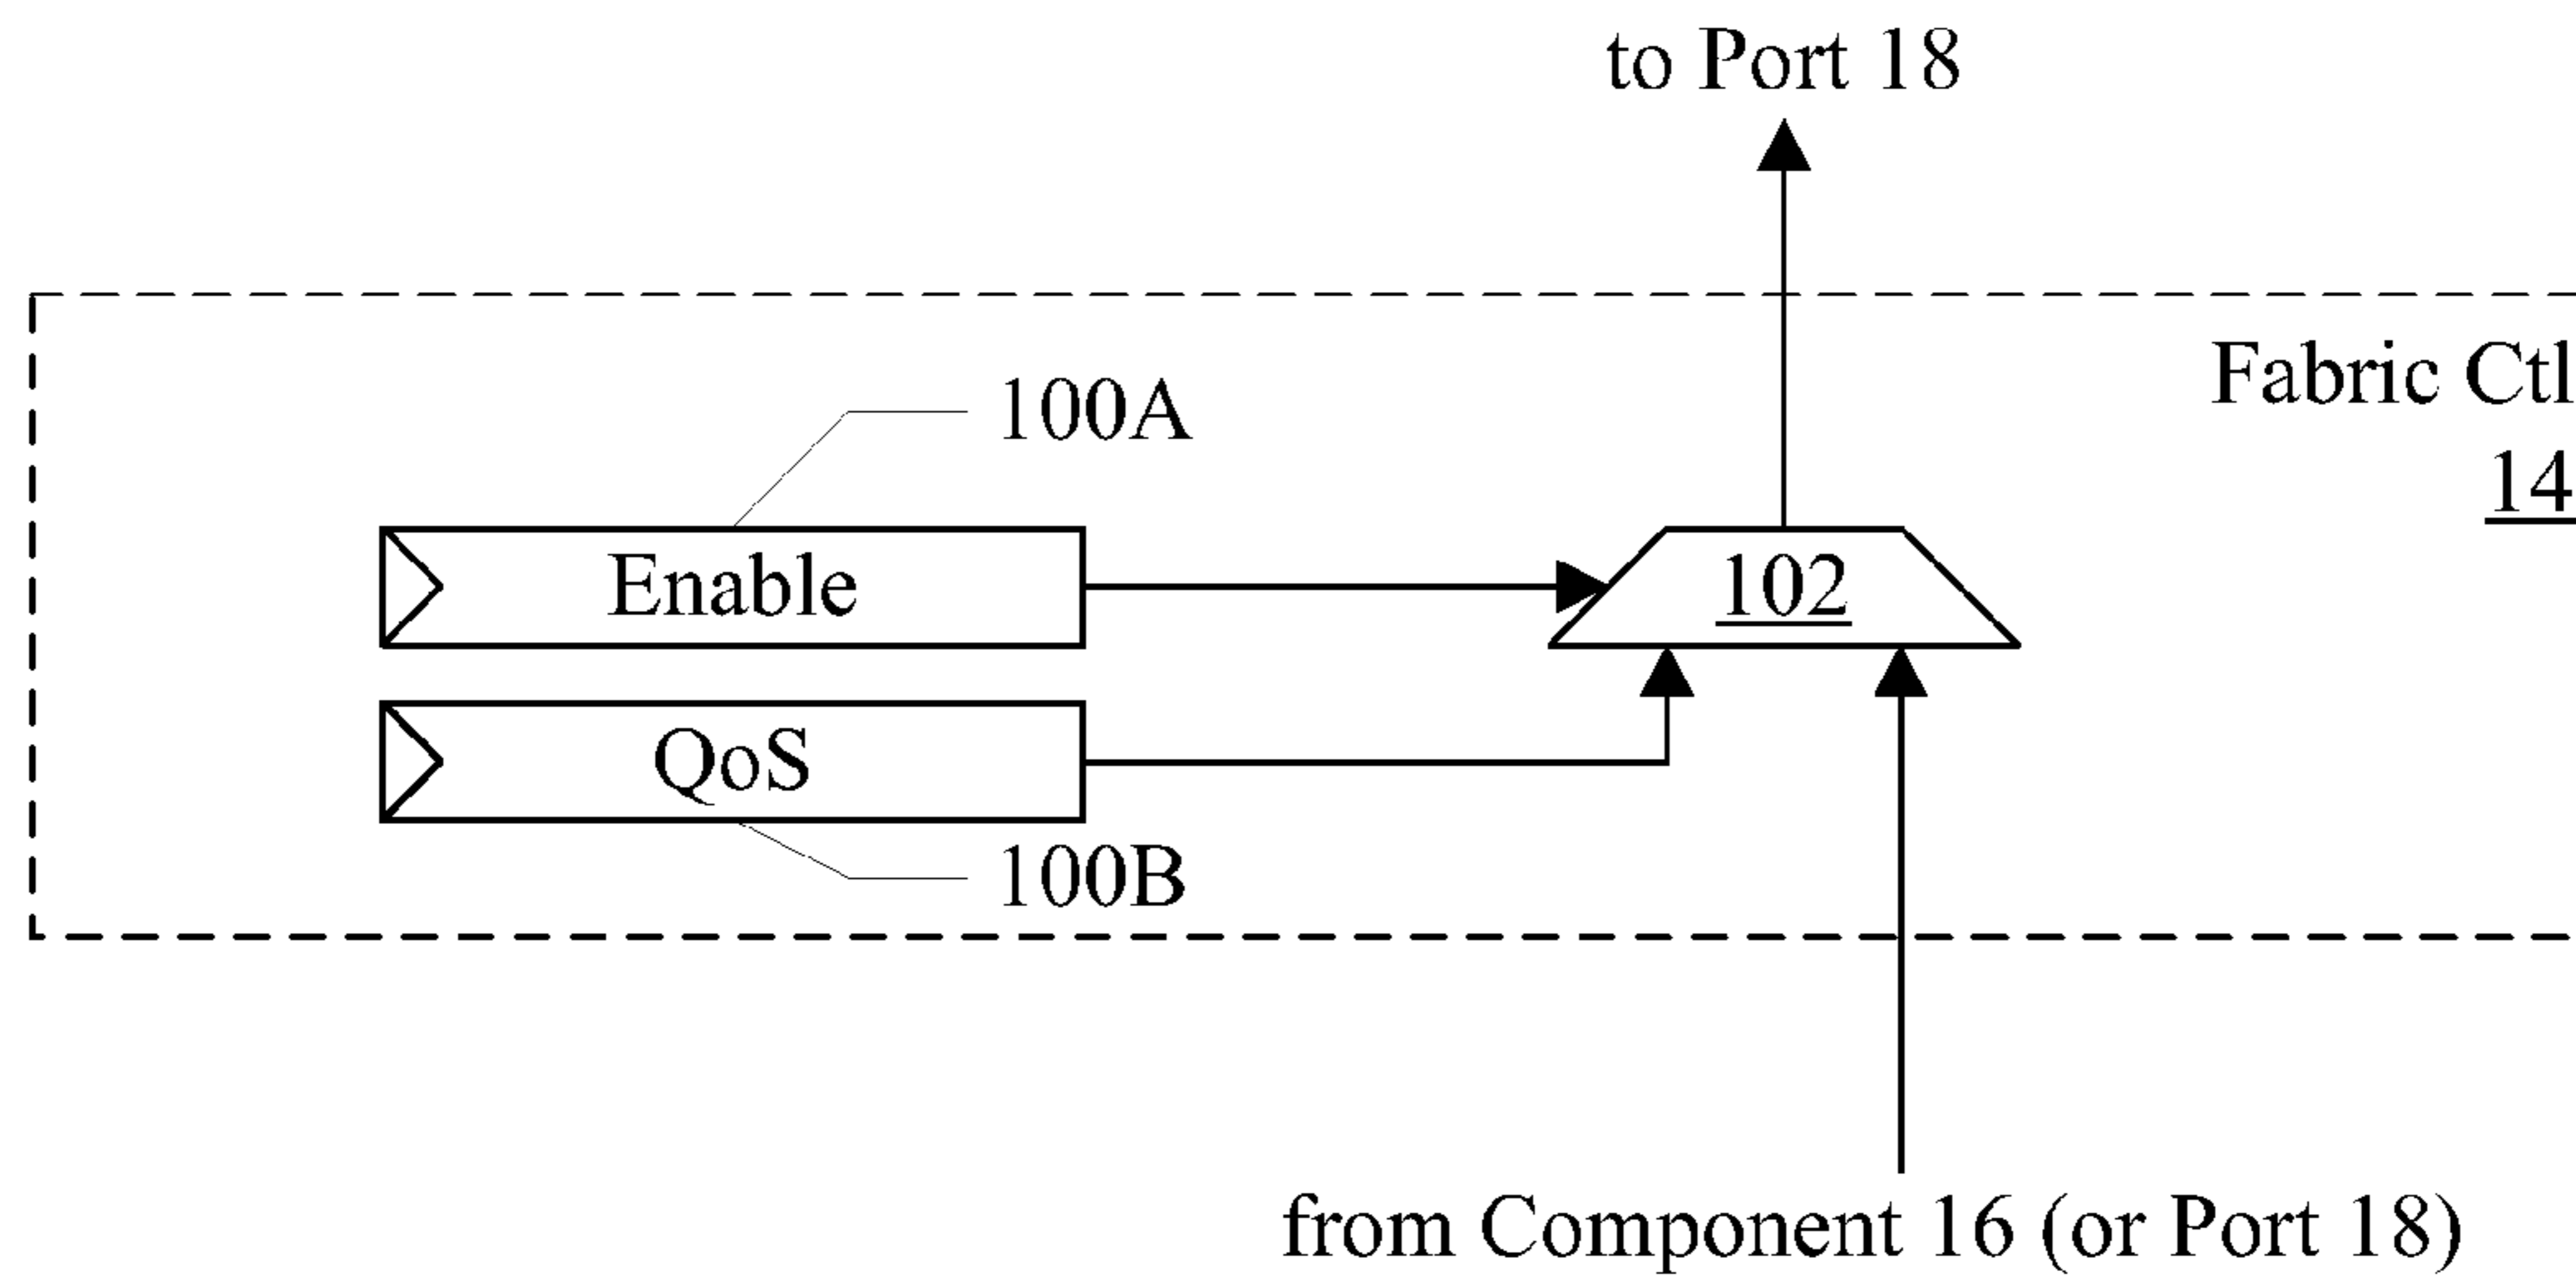 to Port 18
Fabric Ctl
14
100A
Enable
102
QoS
100B
from Component 16 (or Port 18)